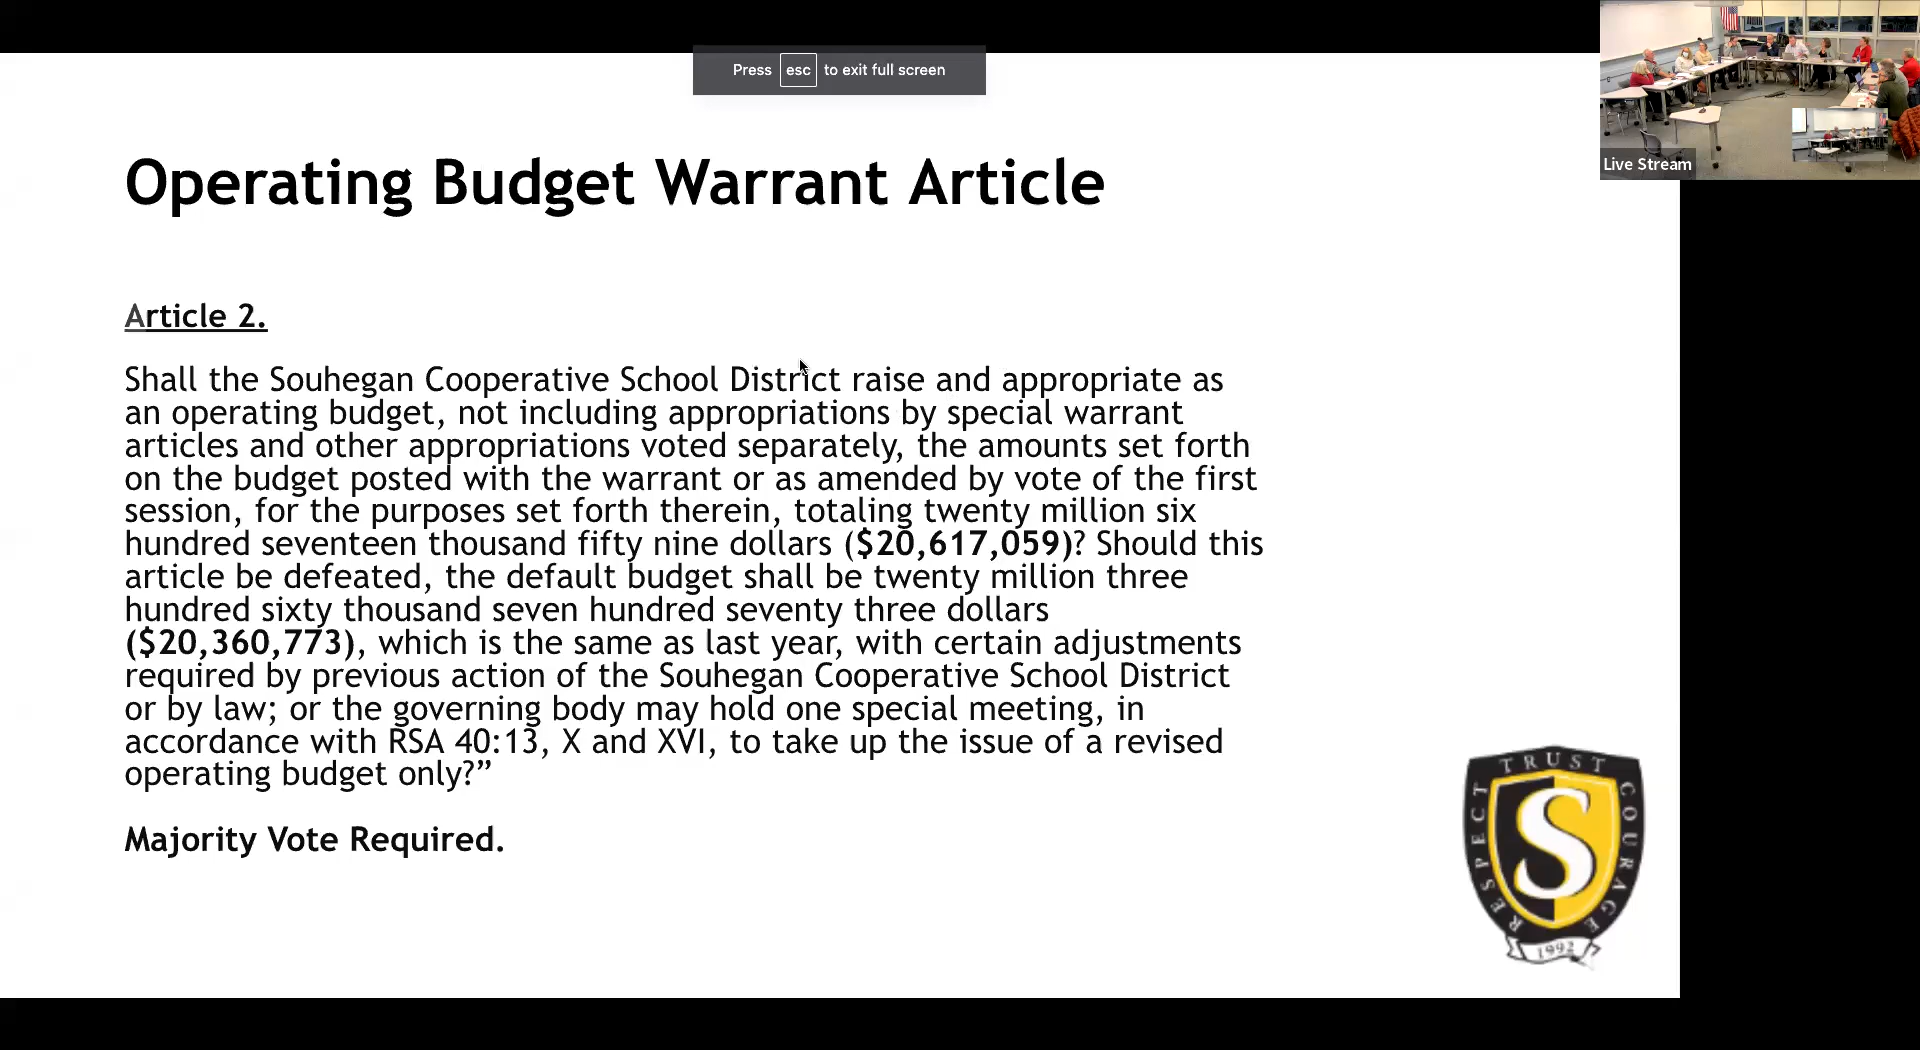 Press esc to exit full screen
Live Stream
Operating Budget Warrant Article
Article 2.
Shall the Souhegan Cooperative School District raise and appropriate as
an operating budget, not including appropriations by special warrant
articles and other appropriations voted separately, the amounts set forth
on the budget posted with the warrant or as amended by vote of the first
session, for the purposes set forth therein, totaling twenty million six
hundred seventeen thousand fifty nine dollars ($20,617,059)? Should this
article be defeated, the default budget shall be twenty million three
hundred sixty thousand seven hundred seventy three dollars
($20,360,773), which is the same as last year, with certain adjustments
required by previous action of the Souhegan Cooperative School District
or by law; or the governing body may hold one special meeting, in
accordance with RSA 40:13, X and XVI, to take up the issue of a revised
operating budget only?”
Majority Vote Required.
RESPECT
TRUST
COURAGE
S
1992